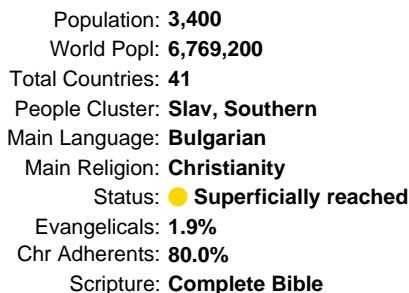 Population: 3,400
World Popl: 6,769,200
Total Countries: 41
People Cluster: Slav, Southern
Main Language: Bulgarian
Main Religion: Christianity
Status: Superficially reached
Evangelicals: 1.9%
Chr Adherents: 80.0%
Scripture: Complete Bible